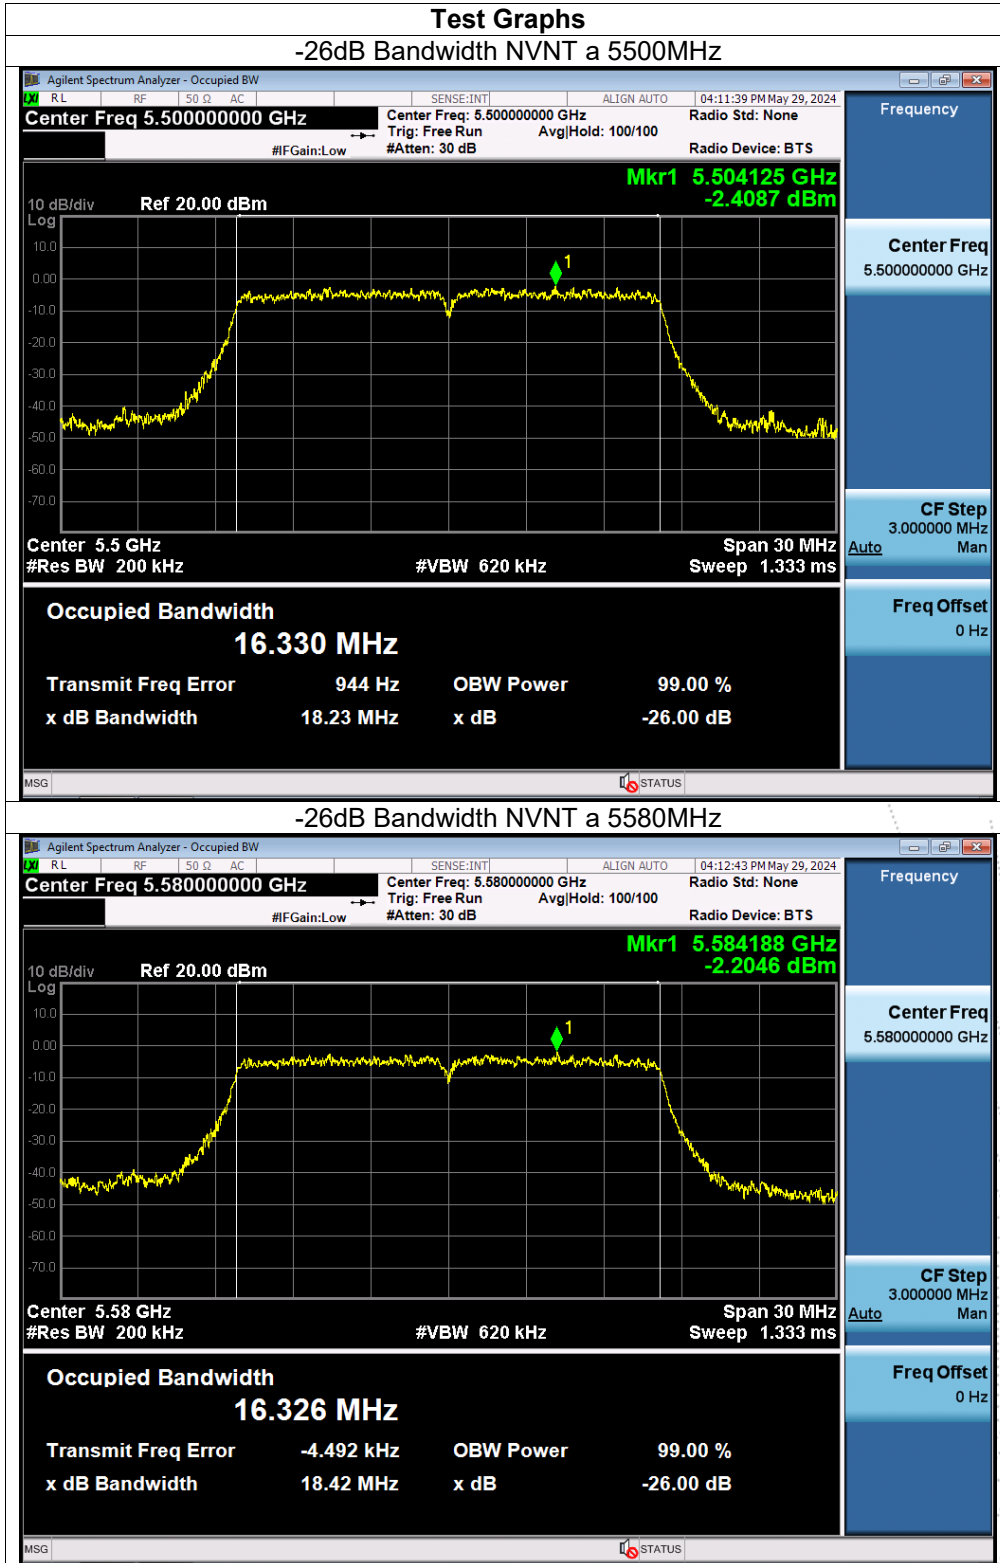 Test Graphs
-26dB Bandwidth NVNT a 5500MHz
Agilent Spectrum Analyzer - Occupied BW
LXI RL RF 50 Ω AC SENSE:INT ALIGN AUTO 04:11:39 PM May 29, 2024
Center Freq 5.500000000 GHz
Center Freq: 5.500000000 GHz Radio Std: None
Trig: Free Run Avg|Hold: 100/100
#IFGain:Low #Atten: 30 dB Radio Device: BTS
Frequency
Mkr1 5.504125 GHz
-2.4087 dBm
10 dB/div Ref 20.00 dBm
Log
10.0
0.00
-10.0
-20.0
-30.0
-40.0
-50.0
-60.0
-70.0
1
Center Freq
5.500000000 GHz
CF Step
3.000000 MHz
Auto Man
Center 5.5 GHz Span 30 MHz
#Res BW 200 kHz #VBW 620 kHz Sweep 1.333 ms
Freq Offset
0 Hz
Occupied Bandwidth
16.330 MHz
Transmit Freq Error 944 Hz OBW Power 99.00 %
x dB Bandwidth 18.23 MHz x dB -26.00 dB
MSG STATUS
-26dB Bandwidth NVNT a 5580MHz
Agilent Spectrum Analyzer - Occupied BW
LXI RL RF 50 Ω AC SENSE:INT ALIGN AUTO 04:12:43 PM May 29, 2024
Center Freq 5.580000000 GHz
Center Freq: 5.580000000 GHz Radio Std: None
Trig: Free Run Avg|Hold: 100/100
#IFGain:Low #Atten: 30 dB Radio Device: BTS
Frequency
Mkr1 5.584188 GHz
-2.2046 dBm
10 dB/div Ref 20.00 dBm
Log
10.0
0.00
-10.0
-20.0
-30.0
-40.0
-50.0
-60.0
-70.0
1
Center Freq
5.580000000 GHz
CF Step
3.000000 MHz
Auto Man
Center 5.58 GHz Span 30 MHz
#Res BW 200 kHz #VBW 620 kHz Sweep 1.333 ms
Freq Offset
0 Hz
Occupied Bandwidth
16.326 MHz
Transmit Freq Error -4.492 kHz OBW Power 99.00 %
x dB Bandwidth 18.42 MHz x dB -26.00 dB
MSG STATUS